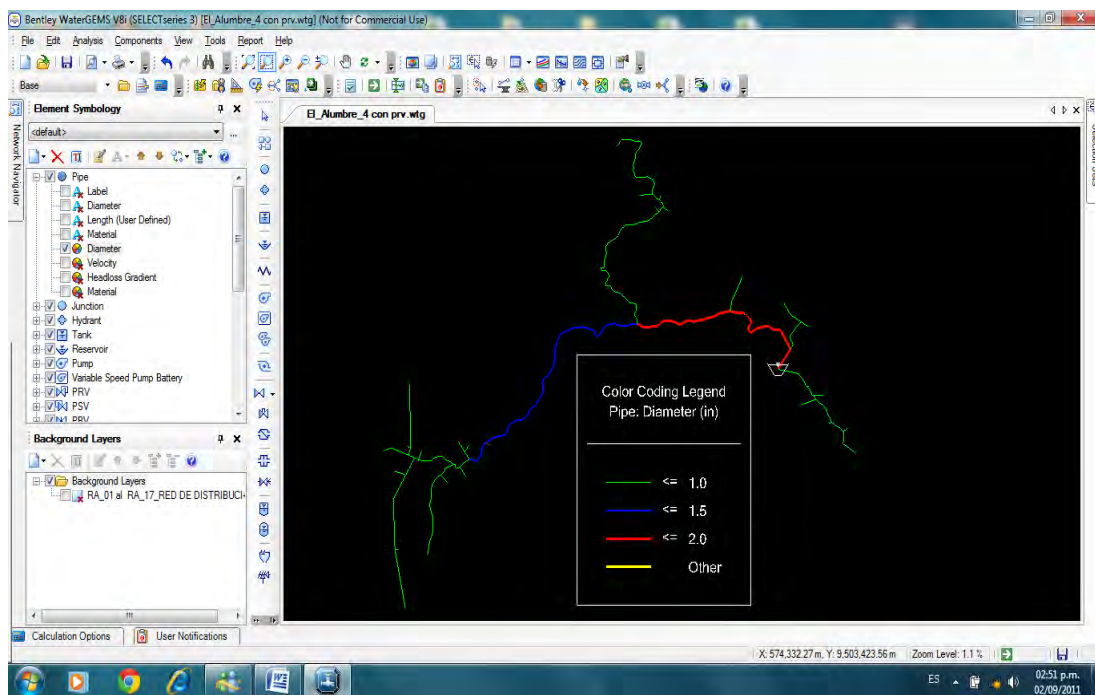 Bentley WaterGEMS V8i (SELECTseries 3) [El_Alumbre_4 con prv.wtg] (Not for Commercial Use)
File Edit Analysis Components View Tools Report Help
Base
Element Symbology
<default>
Pipe
Label
Diameter
Length (User Defined)
Material
Diameter
Velocity
Headloss Gradient
Material
Junction
Hydrant
Tank
Reservoir
Pump
Variable Speed Pump Battery
PRV
PSV
PBV
Background Layers
Background Layers
RA_01 al RA_17_RED DE DISTRIBUCI
Network Navigator
El_Alumbre_4 con prv.wtg
Color Coding Legend
Pipe: Diameter (in)
<= 1.0
<= 1.5
<= 2.0
Other
Selection Sets
Calculation Options
User Notifications
X: 574,332.27 m, Y: 9,503,423.56 m
Zoom Level: 1.1 %
ES
02:51 p.m.
02/09/2011